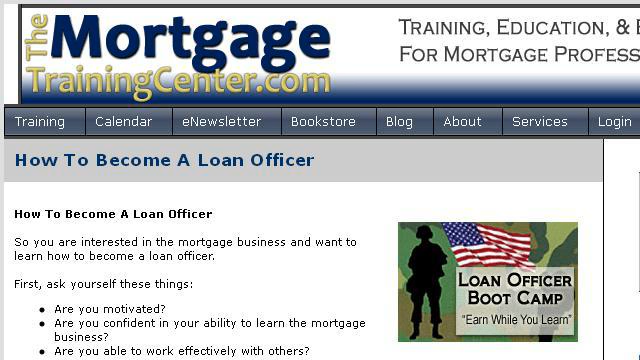 The
Mortgage
TrainingCenter.com
TRAINING, EDUCATION, &
FOR MORTGAGE
Training Calendar eNewsletter Bookstore Blog About Services Login
How To Become A Loan Officer
How To Become A Loan Officer
So you are interested in the mortgage business and want to
learn how to become a loan officer.
First, ask yourself these things:
Are you motivated?
Are you confident in your ability to learn the mortgage
business?
Are you able to work effectively with others?
LOAN OFFICER
BOOT CAMP
"Earn While You Learn"